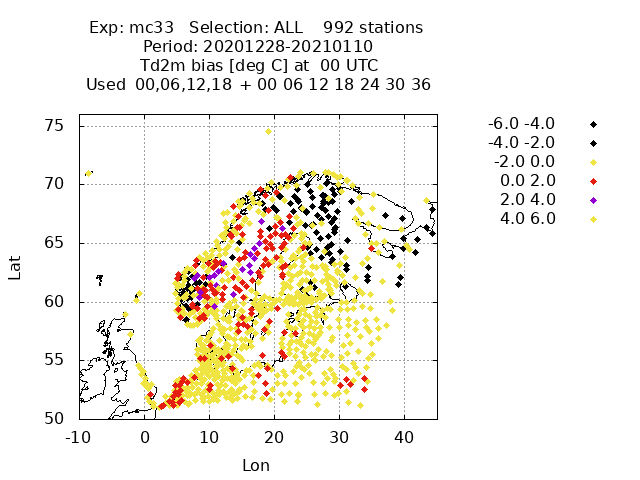 Exp: mc33 Selection: ALL 992 stations
Period: 20201228-20210110
Td2m bias [deg C] at 00 UTC
Used 00,06,12,18 + 00 06 12 18 24 30 36
75
70
65
60
55
50
-10 0 10 20 30 40
Lat
Lon
-6.0 -4.0
-4.0 -2.0
-2.0 0.0
0.0 2.0
2.0 4.0
4.0 6.0